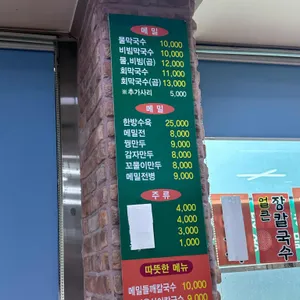 메밀
물막국수 10,000
비빔막국수 10,000
물,비빔(곱) 12,000
회막국수 11,000
회막국수(곱) 13,000
※추가사리 5,000
메밀
한방수육 25,000
메밀전 8,000
꿩만두 9,000
감자만두 8,000
꼬물이만두 8,000
메밀전병 9,000
주류
4,000
4,000
3,000
1,000
따뜻한 메뉴
메밀들깨칼국수 10,000
9,000
얼큰
장칼국수